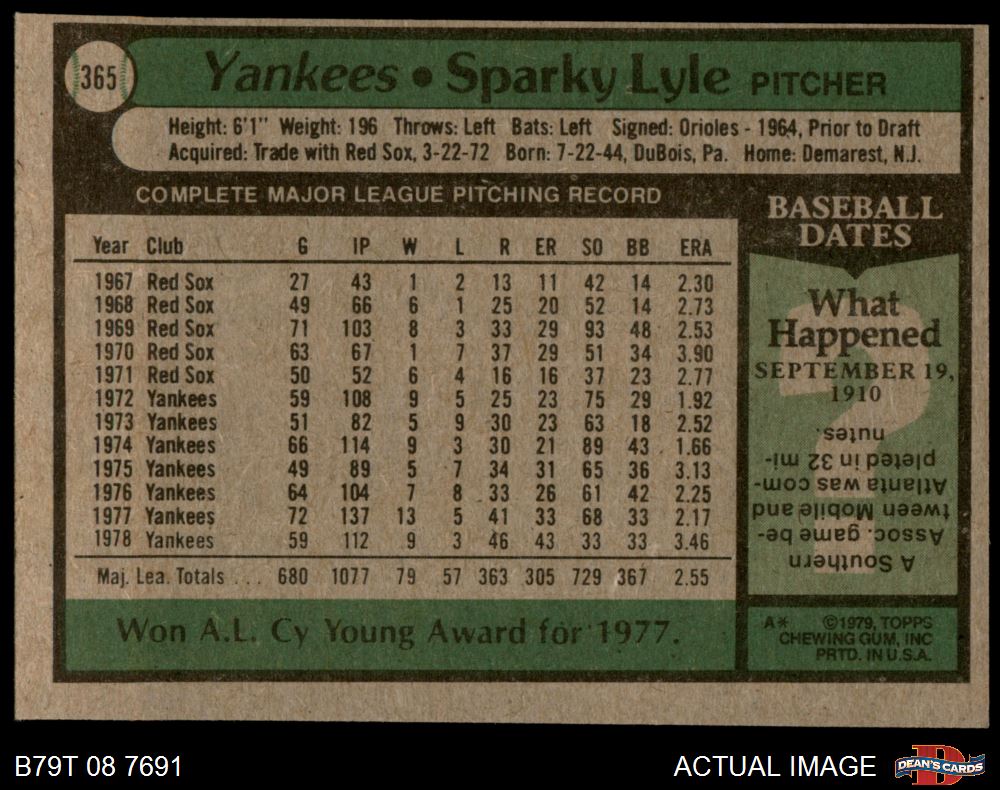 365
Yankees • Sparky Lyle PITCHER
Height: 6'1" Weight: 196 Throws: Left Bats: Left Signed: Orioles - 1964, Prior to Draft
Acquired: Trade with Red Sox, 3-22-72 Born: 7-22-44, DuBois, Pa. Home: Demarest, N.J.
COMPLETE MAJOR LEAGUE PITCHING RECORD
Year Club G IP W L R ER SO BB ERA
1967 Red Sox 27 43 1 2 13 11 42 14 2.30
1968 Red Sox 49 66 6 1 25 20 52 14 2.73
1969 Red Sox 71 103 8 3 33 29 93 48 2.53
1970 Red Sox 63 67 1 7 37 29 51 34 3.90
1971 Red Sox 50 52 6 4 16 16 37 23 2.77
1972 Yankees 59 108 9 5 25 23 75 29 1.92
1973 Yankees 51 82 5 9 30 23 63 18 2.52
1974 Yankees 66 114 9 3 30 21 89 43 1.66
1975 Yankees 49 89 5 7 34 31 65 36 3.13
1976 Yankees 64 104 7 8 33 26 61 42 2.25
1977 Yankees 72 137 13 5 41 33 68 33 2.17
1978 Yankees 59 112 9 3 46 43 33 33 3.46
Maj. Lea. Totals ... 680 1077 79 57 363 305 729 367 2.55
Won A.L. Cy Young Award for 1977.
BASEBALL
DATES
What
Happened
SEPTEMBER 19,
1910
A Southern
Assoc. game be-
tween Mobile and
Atlanta was com-
pleted in 32 mi-
nutes.
A* ©1979, TOPPS
CHEWING GUM, INC
PRTD. IN U.S.A.
B79T 08 7691
ACTUAL IMAGE
DEAN'S CARDS